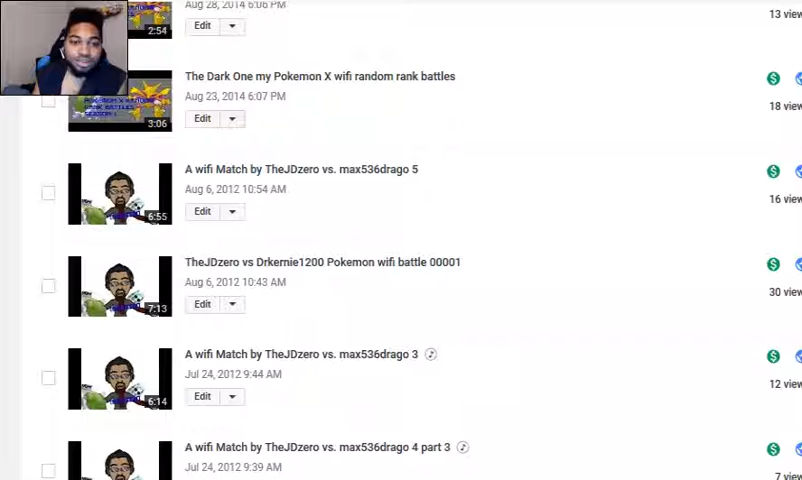 Aug 28, 2014 6:06 PM
2:54
Edit
13 view
The Dark One my Pokemon X wifi random rank battles
Aug 23, 2014 6:07 PM
3:06
Edit
18 view
A wifi Match by TheJDzero vs. max536drago 5
Aug 6, 2012 10:54 AM
6:55
Edit
16 view
TheJDzero vs Drkernie1200 Pokemon wifi battle 00001
Aug 6, 2012 10:43 AM
7:13
Edit
30 view
A wifi Match by TheJDzero vs. max536drago 3
Jul 24, 2012 9:44 AM
6:14
Edit
12 view
A wifi Match by TheJDzero vs. max536drago 4 part 3
Jul 24, 2012 9:39 AM
7 view